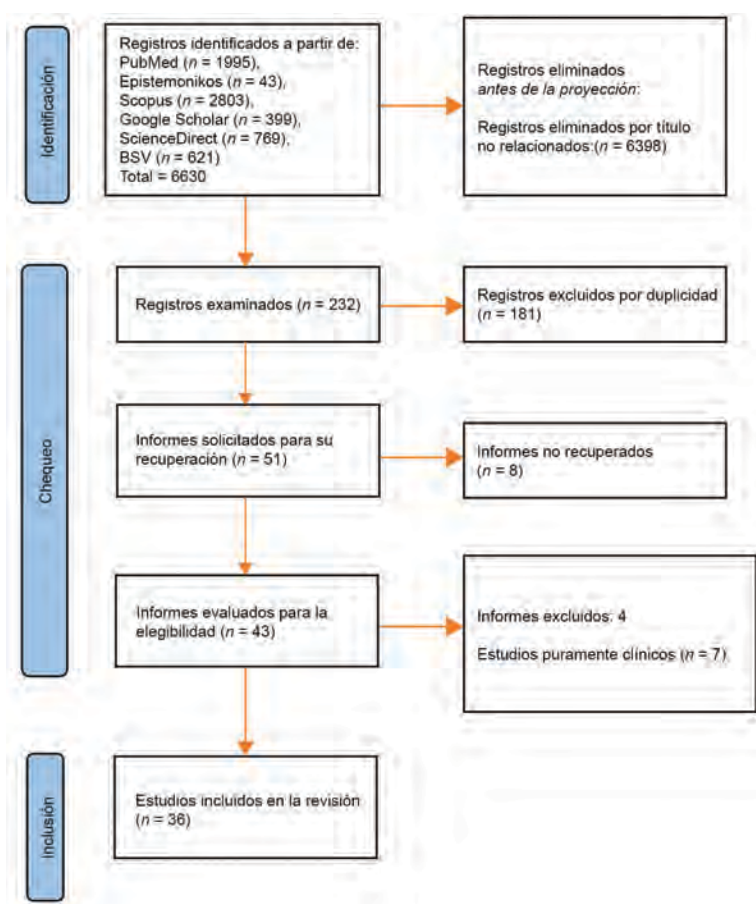 Identificación
Registros identificados a partir de:
PubMed (n = 1995),
Epistemonikos (n = 43),
Scopus (n = 2803),
Google Scholar (n = 399),
ScienceDirect (n = 769),
BSV (n = 621)
Total = 6630
Registros eliminados
antes de la proyección:
Registros eliminados por título
no relacionados:(n = 6398)
Chequeo
Registros examinados (n = 232)
Registros excluidos por duplicidad
(n = 181)
Informes solicitados para su
recuperación (n = 51)
Informes no recuperados
(n = 8)
Informes evaluados para la
elegibilidad (n = 43)
Informes excluidos: 4
Estudios puramente clínicos (n = 7)
Inclusión
Estudios incluidos en la revisión
(n = 36)